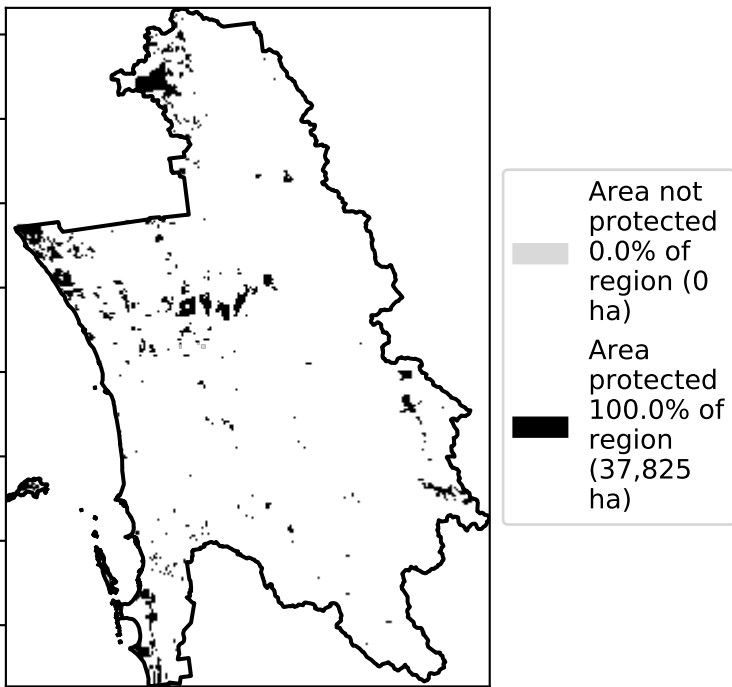 Area not
protected
0.0% of
region (0
ha)
Area
protected
100.0% of
region
(37,825
ha)